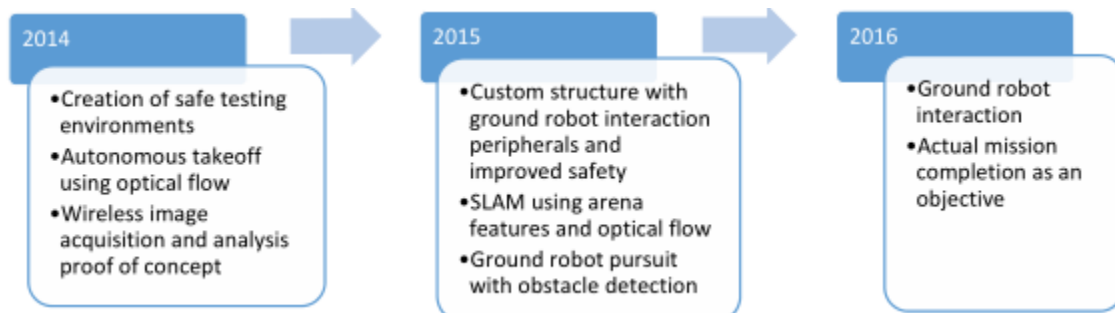 2014
•Creation of safe testing
environments
•Autonomous takeoff
using optical flow
•Wireless image
acquisition and analysis
proof of concept
2015
•Custom structure with
ground robot interaction
peripherals and
improved safety
•SLAM using arena
features and optical flow
•Ground robot pursuit
with obstacle detection
2016
•Ground robot
interaction
•Actual mission
completion as an
objective